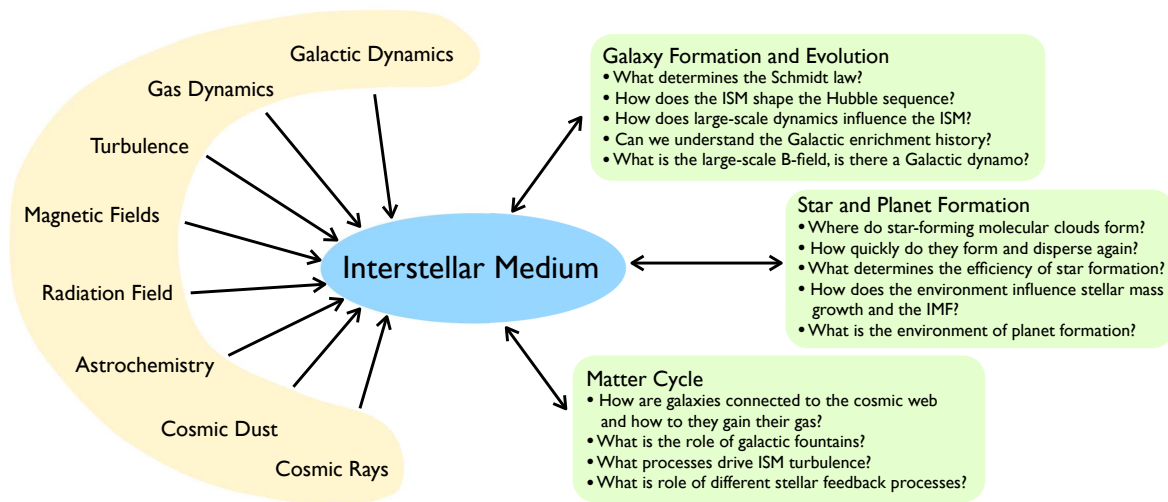 Galactic Dynamics
Gas Dynamics
Turbulence
Magnetic Fields
Radiation Field
Astrochemistry
Cosmic Dust
Cosmic Rays
Interstellar Medium
Galaxy Formation and Evolution
• What determines the Schmidt law?
• How does the ISM shape the Hubble sequence?
• How does large-scale dynamics influence the ISM?
• Can we understand the Galactic enrichment history?
• What is the large-scale B-field, is there a Galactic dynamo?
Star and Planet Formation
• Where do star-forming molecular clouds form?
• How quickly do they form and disperse again?
• What determines the efficiency of star formation?
• How does the environment influence stellar mass
growth and the IMF?
• What is the environment of planet formation?
Matter Cycle
• How are galaxies connected to the cosmic web
and how to they gain their gas?
• What is the role of galactic fountains?
• What processes drive ISM turbulence?
• What is role of different stellar feedback processes?